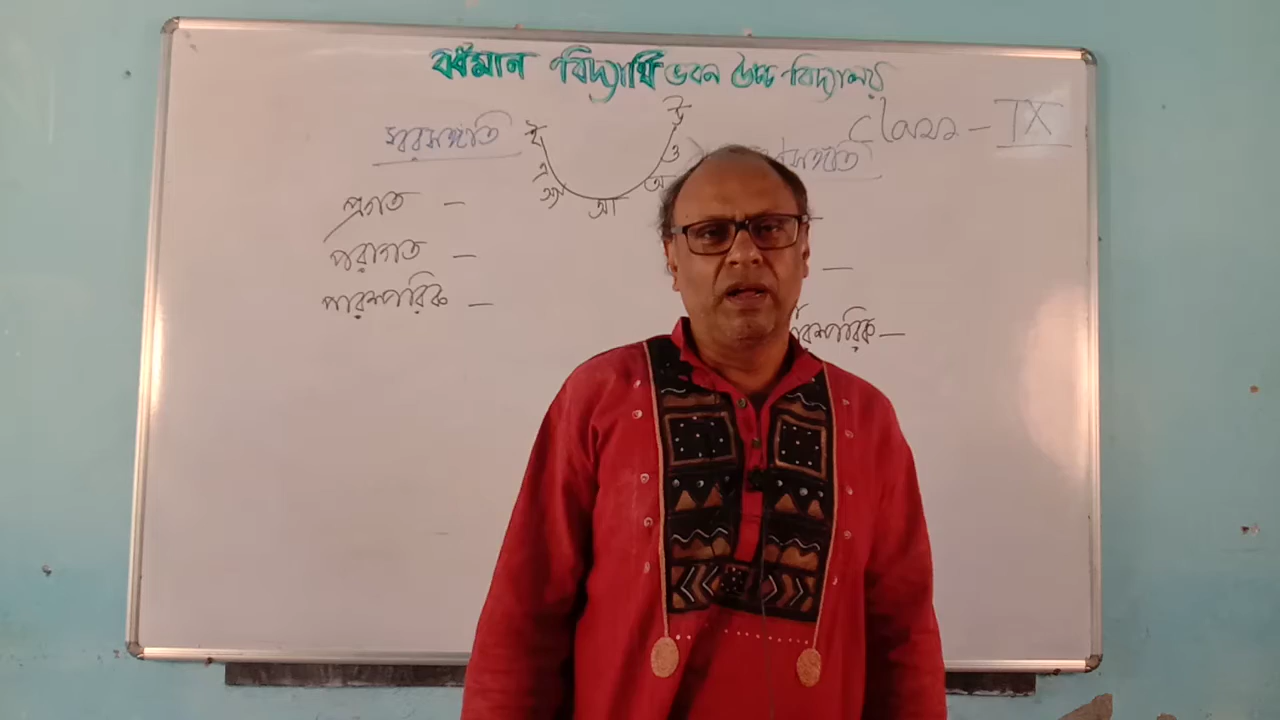 বর্ধমান বিদ্যার্থি ভবন উচ্চ বিদ্যালয়
Class - IX
স্বরসঙ্গতি
ই
এ
অ্যা
আ
অ
ও
উ
প্রগত -
পরাগত -
পারস্পরিক -